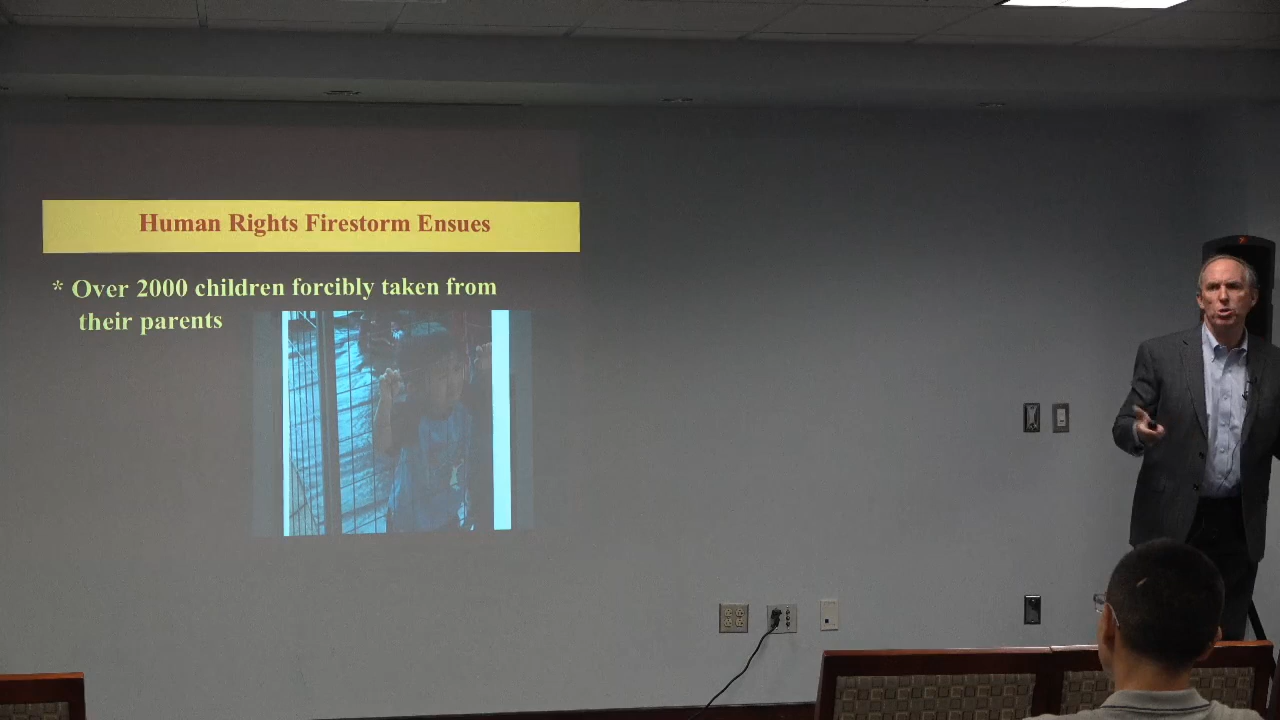 Human Rights Firestorm Ensues
* Over 2000 children forcibly taken from
their parents